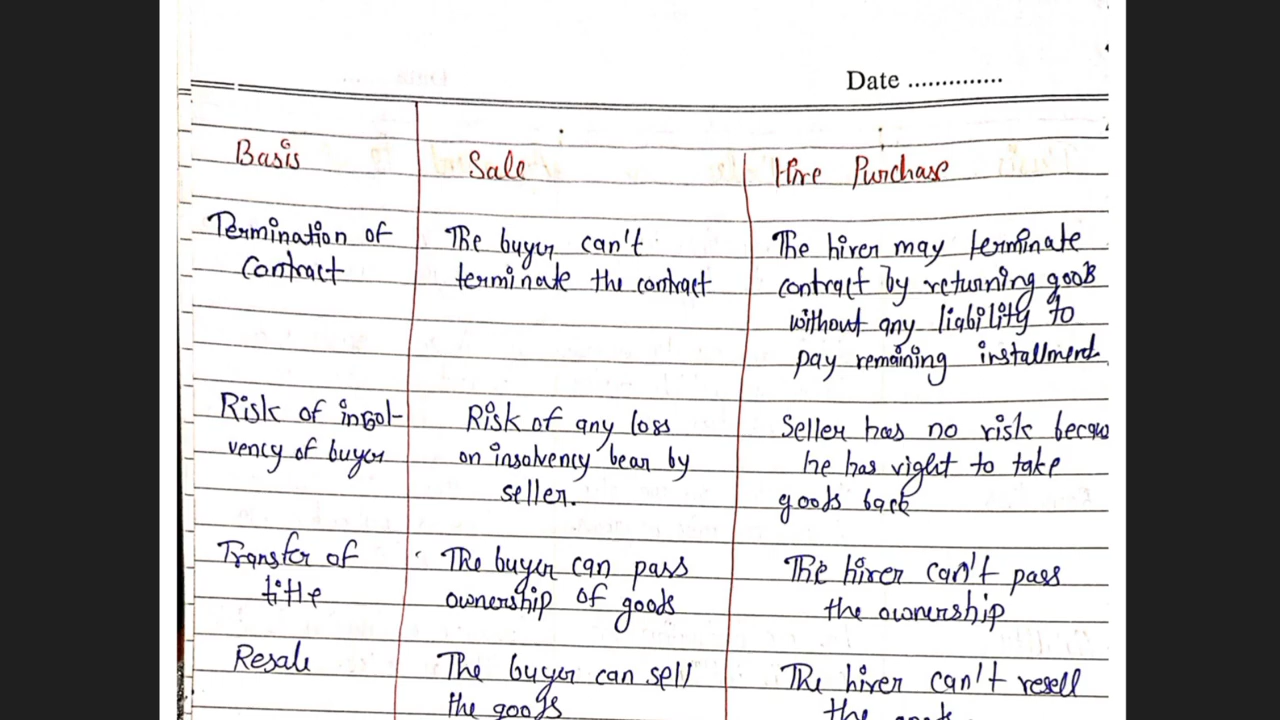 Date ..............
Basis
Sale
Hire Purchase
Termination of
Contract
The buyer can't
terminate the contract
The hirer may terminate
contract by returning goods
without any liability to
pay remaining installment
Risk of insol-
vency of buyer
Risk of any loss
on insolvency bear by
seller.
Seller has no risk becau
he has right to take
goods back
Transfer of
title
The buyer can pass
ownership of goods
The hirer can't pass
the ownership
Resale
The buyer can sell
the goods
The hirer can't resell
the